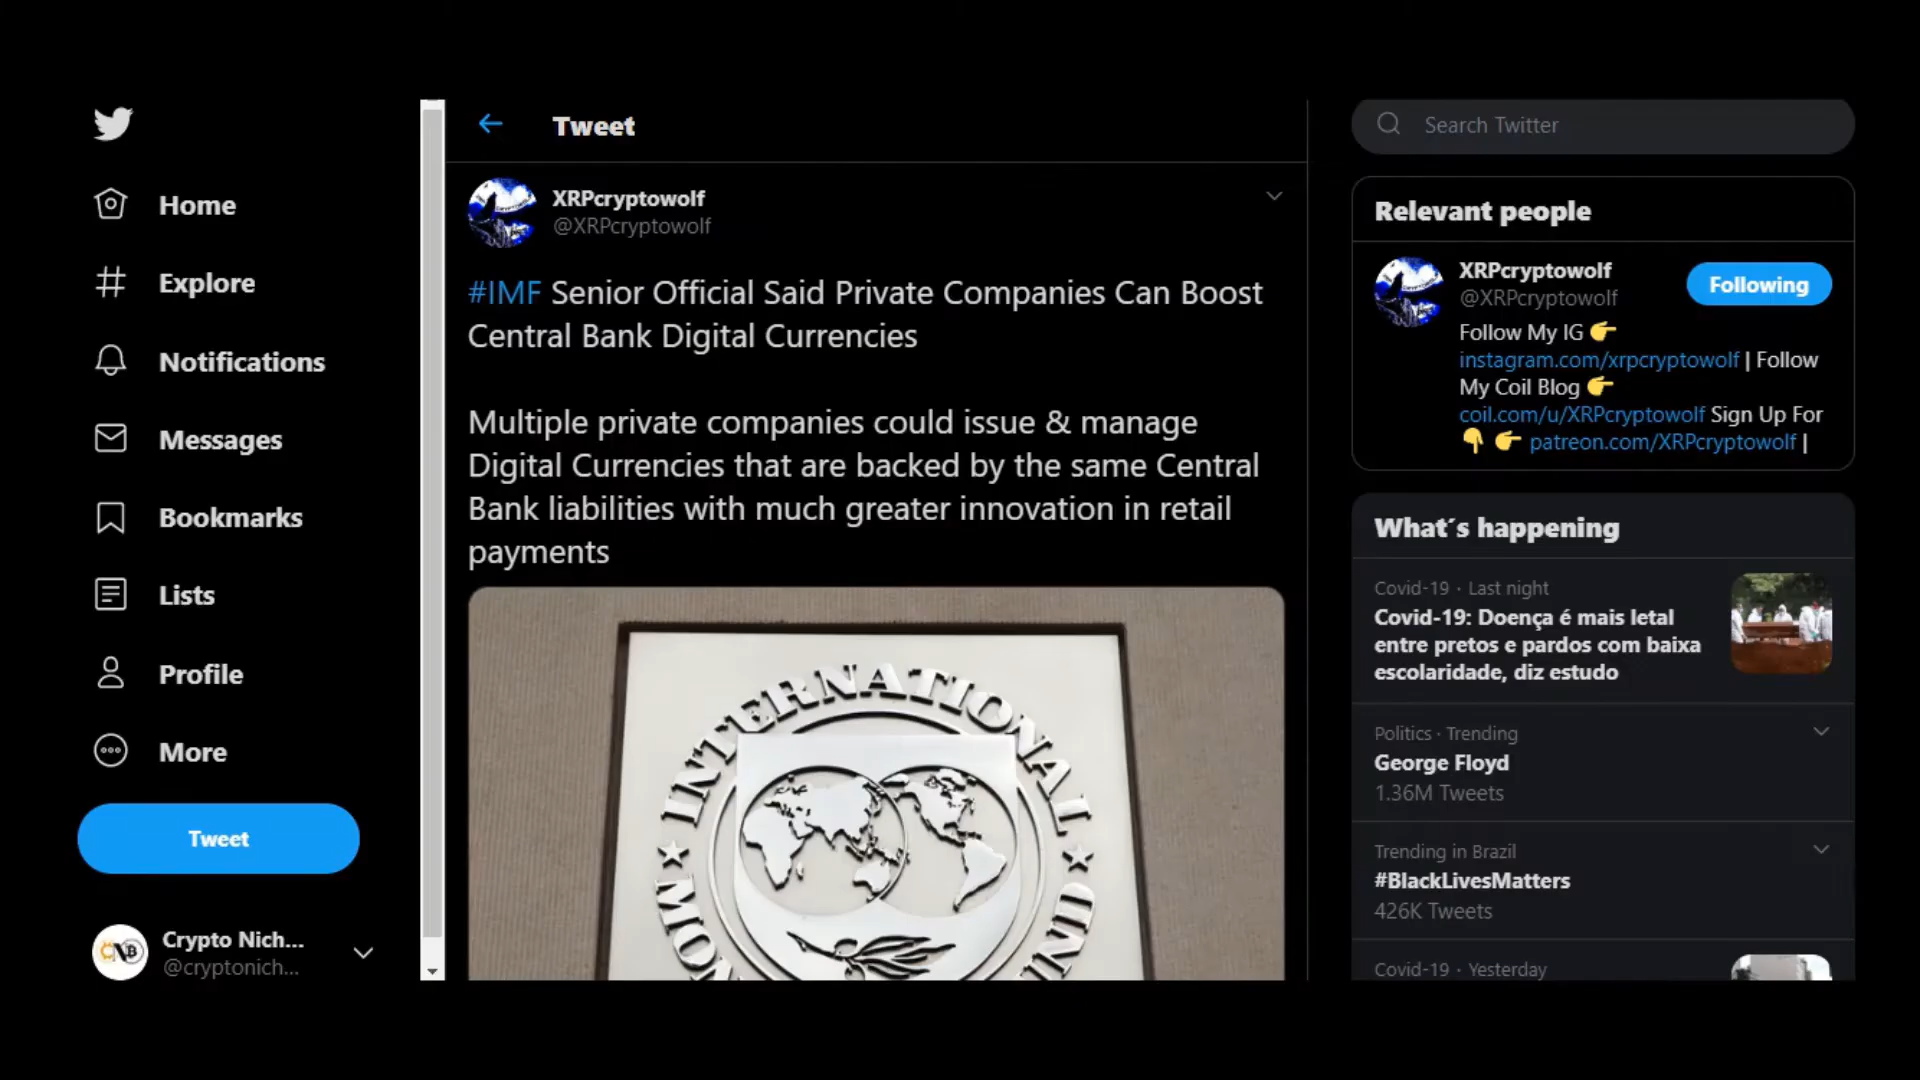 Home
Explore
Notifications
Messages
Bookmarks
Lists
Profile
More
Tweet
Crypto Nich...
@cryptonich...
Tweet
XRPcryptowolf
@XRPcryptowolf
#IMF Senior Official Said Private Companies Can Boost
Central Bank Digital Currencies
Multiple private companies could issue & manage
Digital Currencies that are backed by the same Central
Bank liabilities with much greater innovation in retail
payments
INTERNATIONAL
Search Twitter
Relevant people
XRPcryptowolf
@XRPcryptowolf
Following
Follow My IG 👉
instagram.com/xrpcryptowolf | Follow
My Coil Blog 👉
coil.com/u/XRPcryptowolf Sign Up For
👇 👉 patreon.com/XRPcryptowolf |
What´s happening
Covid-19 · Last night
Covid-19: Doença é mais letal
entre pretos e pardos com baixa
escolaridade, diz estudo
Politics · Trending
George Floyd
1.36M Tweets
Trending in Brazil
#BlackLivesMatters
426K Tweets
Covid-19 · Yesterday